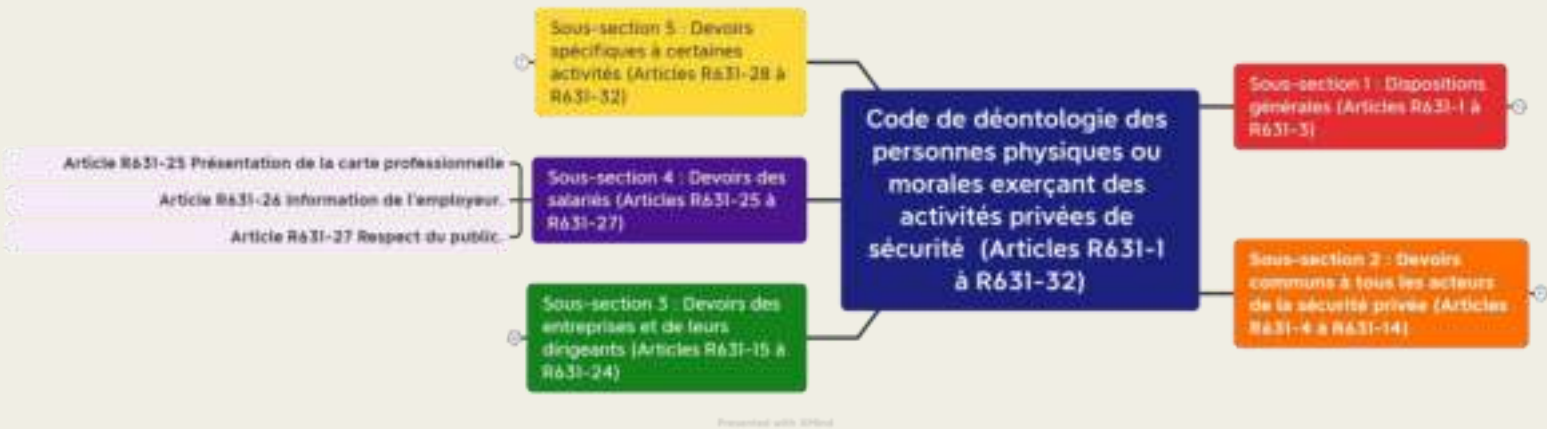 Code de déontologie des
personnes physiques ou
morales exerçant des
activités privées de
sécurité (Articles R631-1
à R631-32)
Sous-section 1 : Dispositions
générales (Articles R631-1 à
R631-3)
Sous-section 2 : Devoirs
communs à tous les acteurs
de la sécurité privée (Articles
R631-4 à R631-14)
Sous-section 3 : Devoirs des
entreprises et de leurs
dirigeants (Articles R631-15 à
R631-24)
Sous-section 4 : Devoirs des
salariés (Articles R631-25 à
R631-27)
Article R631-25 Présentation de la carte professionnelle
Article R631-26 Information de l'employeur.
Article R631-27 Respect du public.
Sous-section 5 : Devoirs
spécifiques à certaines
activités (Articles R631-28 à
R631-32)
Presented with XMind